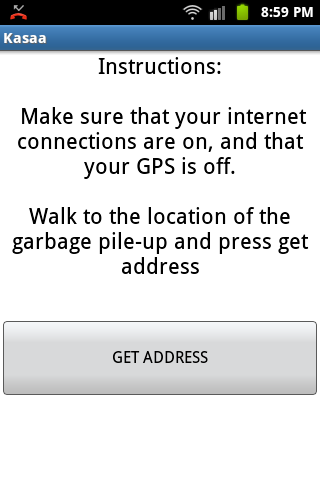 8:59 PM
Kasaa
Instructions:
Make sure that your internet
connections are on, and that
your GPS is off.
Walk to the location of the
garbage pile-up and press get
address
GET ADDRESS